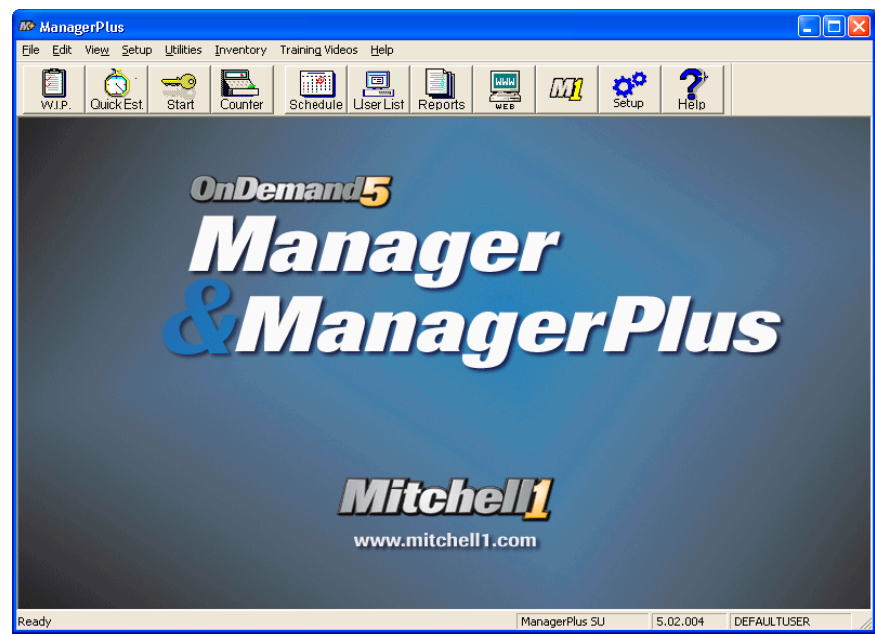 ManagerPlus
File Edit View Setup Utilities Inventory Training Videos Help
W.I.P. Quick Est. Start Counter Schedule User List Reports WWW WEB M1 Setup Help
OnDemand5
Manager
&ManagerPlus
Mitchell1
www.mitchell1.com
Ready ManagerPlus SU 5.02.004 DEFAULTUSER